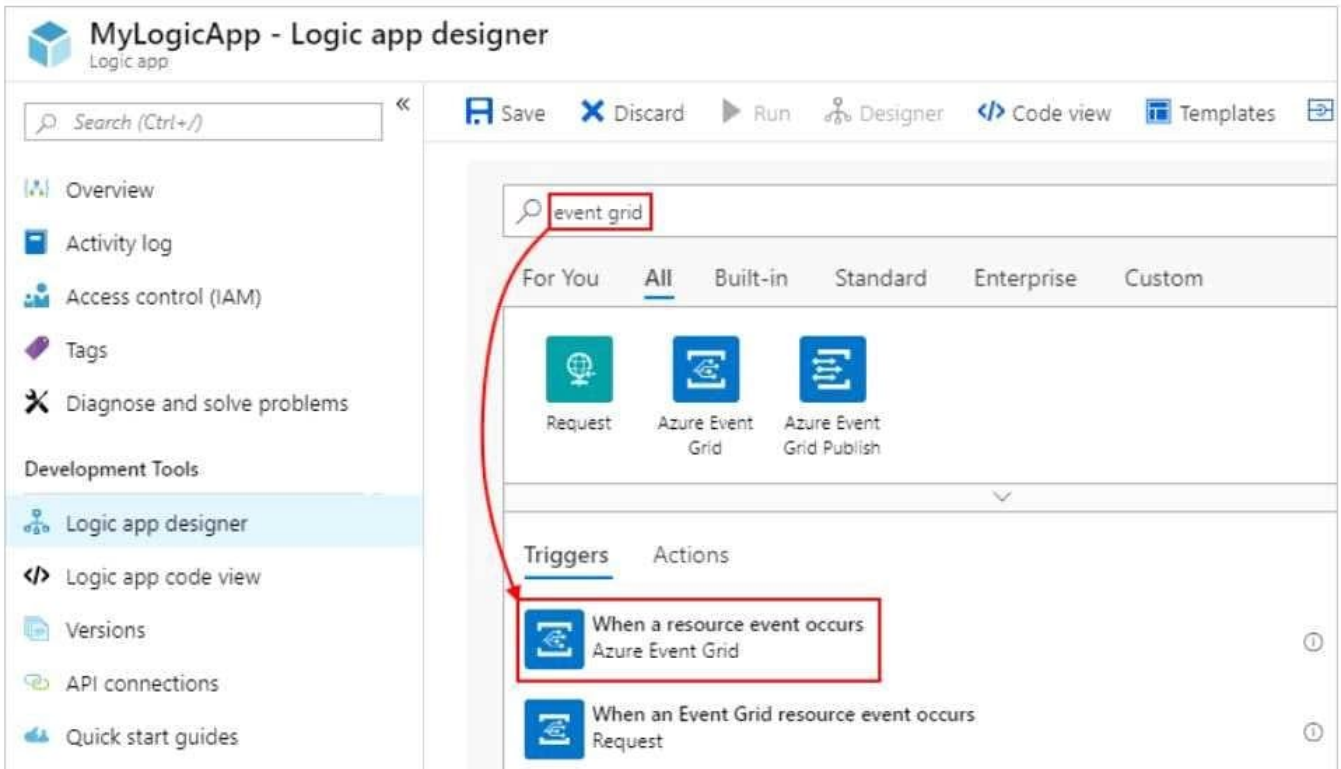 MyLogicApp - Logic app designer
Logic app
Search (Ctrl+/)
«
Overview
Activity log
Access control (IAM)
Tags
Diagnose and solve problems
Development Tools
Logic app designer
Logic app code view
Versions
API connections
Quick start guides
Save Discard Run Designer Code view Templates
event grid
For You All Built-in Standard Enterprise Custom
Request
Azure Event
Grid
Azure Event
Grid Publish
Triggers Actions
When a resource event occurs
Azure Event Grid
When an Event Grid resource event occurs
Request